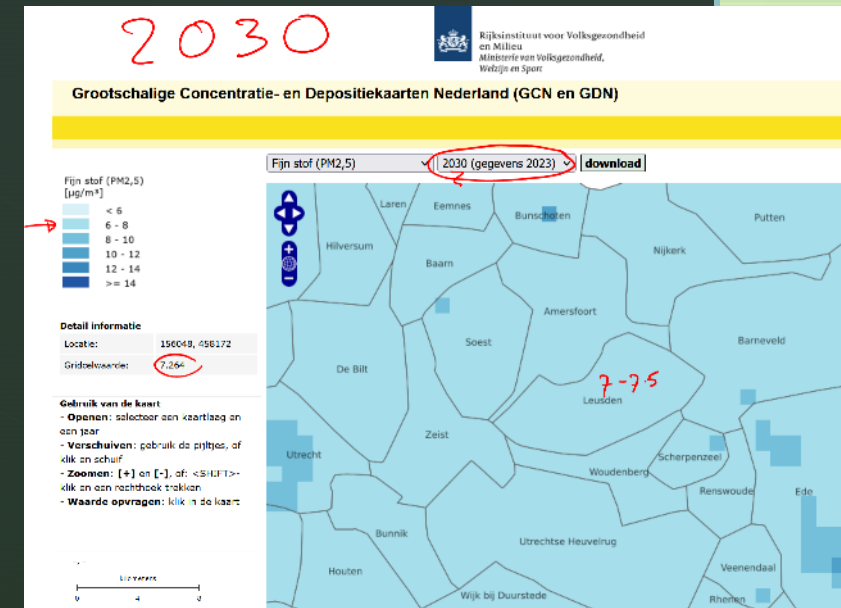 2030
Rijksinstituut voor Volksgezondheid
en Milieu
Ministerie van Volksgezondheid,
Welzijn en Sport
Grootschalige Concentratie- en Depositiekaarten Nederland (GCN en GDN)
Fijn stof (PM2,5) 2030 (gegevens 2023) download
Fijn stof (PM2,5)
[µg/m³]
< 6
6 - 8
8 - 10
10 - 12
12 - 14
>= 14
Detail informatie
Locatie: 156048, 458172
Gridcelwaarde: 7.264
Gebruik van de kaart
- Openen: selecteer een kaartlaag en
een jaar
- Verschuiven: gebruik de pijltjes, of
klik en schuif
- Zoomen: [+] en [-], of: <SHIFT>-
klik en een rechthoek trekken
- Waarde opvragen: klik in de kaart
kilometers
0 4 8
Laren
Eemnes
Bunschoten
Putten
Hilversum
Nijkerk
Baarn
Amersfoort
Soest
Barneveld
De Bilt
7-7.5
Leusden
Zeist
Utrecht
Scherpenzeel
Woudenberg
Renswoude
Ede
Bunnik
Utrechtse Heuvelrug
Houten
Veenendaal
Wijk bij Duurstede
Rhenen